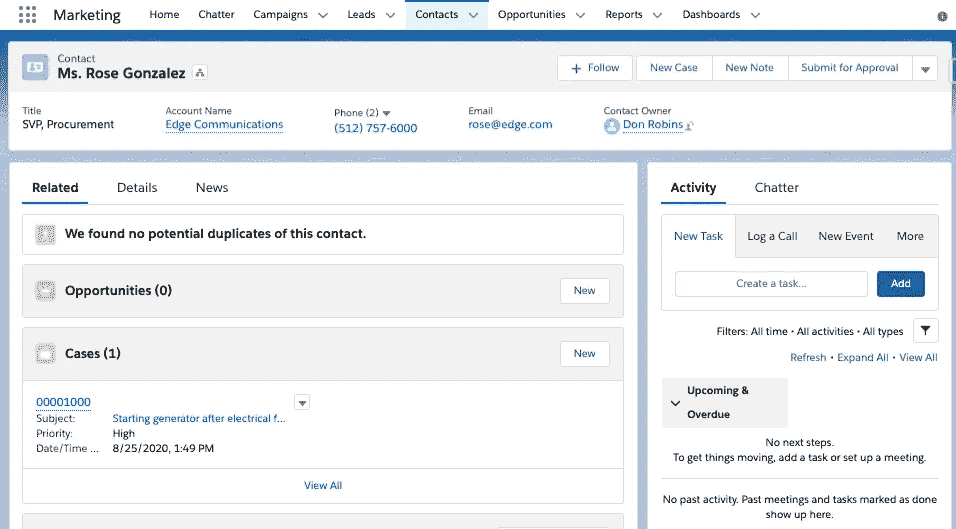 Marketing Home Chatter Campaigns Leads Contacts Opportunities Reports Dashboards
Contact
Ms. Rose Gonzalez
Follow New Case New Note Submit for Approval
Title Account Name Phone (2) Email Contact Owner
SVP, Procurement Edge Communications (512) 757-6000 rose@edge.com Don Robins
Related Details News
We found no potential duplicates of this contact.
Opportunities (0) New
Cases (1) New
00001000
Subject: Starting generator after electrical f...
Priority: High
Date/Time ... 8/25/2020, 1:49 PM
View All
Activity Chatter
New Task Log a Call New Event More
Create a task... Add
Filters: All time • All activities • All types
Refresh • Expand All • View All
Upcoming &
Overdue
No next steps.
To get things moving, add a task or set up a meeting.
No past activity. Past meetings and tasks marked as done
show up here.